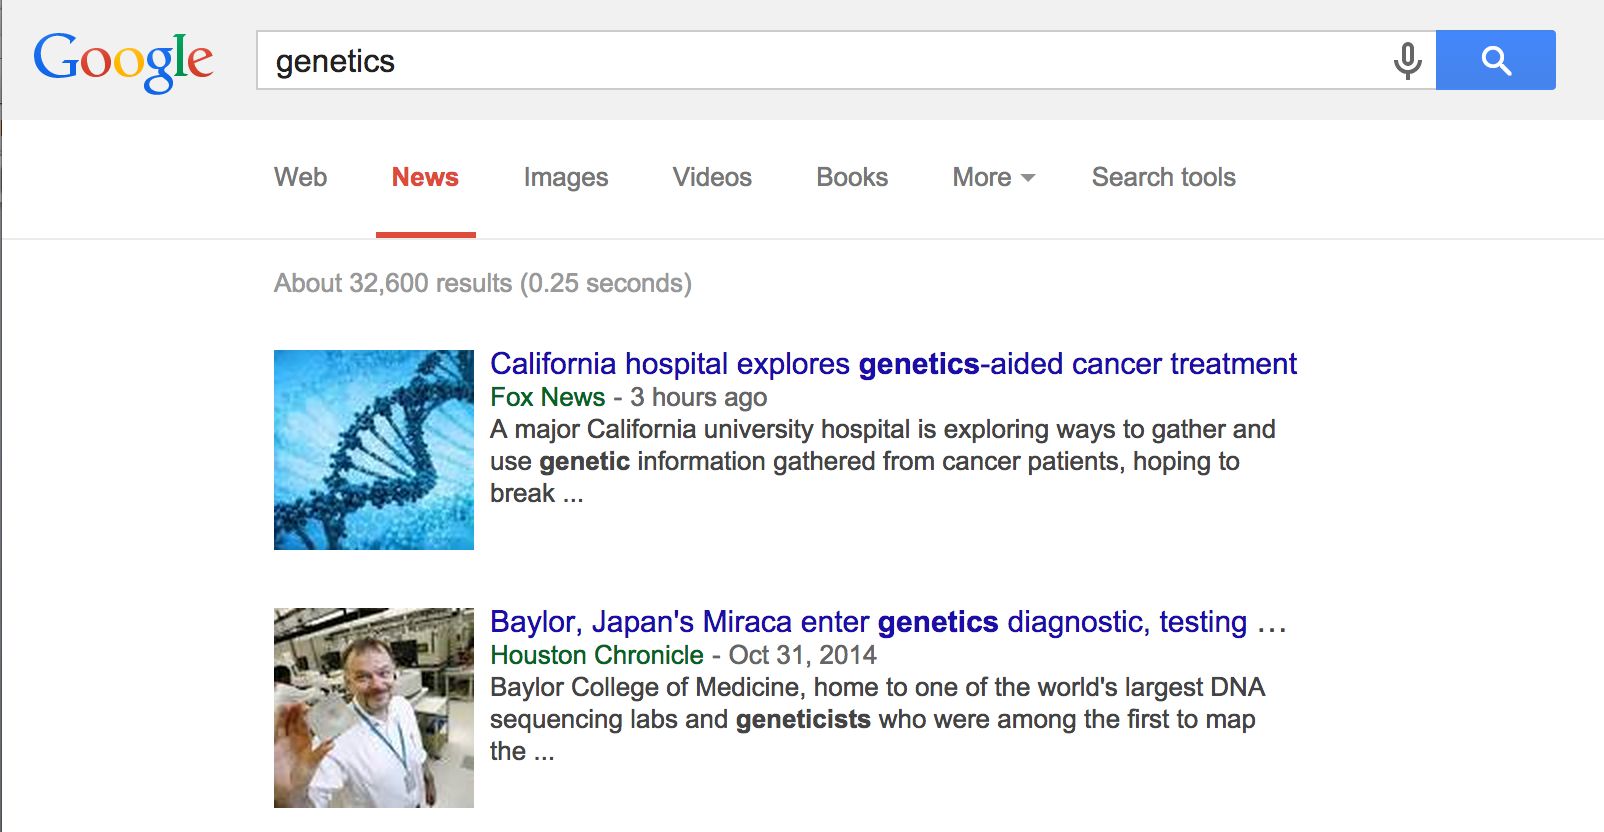 Google
genetics
Web News Images Videos Books More Search tools
About 32,600 results (0.25 seconds)
California hospital explores genetics-aided cancer treatment
Fox News - 3 hours ago
A major California university hospital is exploring ways to gather and
use genetic information gathered from cancer patients, hoping to
break ...
Baylor, Japan's Miraca enter genetics diagnostic, testing ...
Houston Chronicle - Oct 31, 2014
Baylor College of Medicine, home to one of the world's largest DNA
sequencing labs and geneticists who were among the first to map
the ...